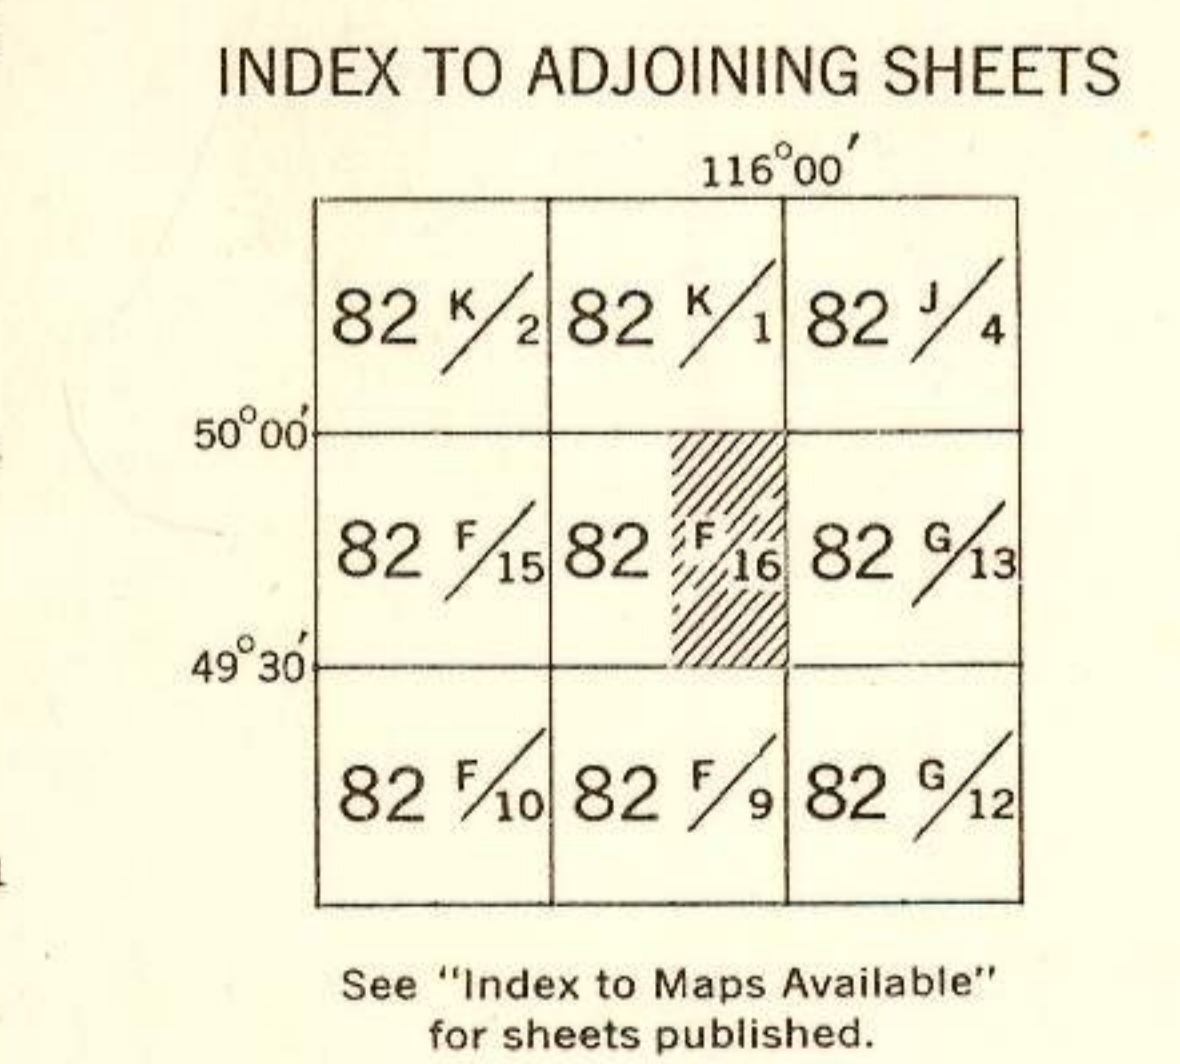 INDEX TO ADJOINING SHEETS
116°00′
82 K/2 82 K/1 82 J/4
50°00′
82 F/15 82 F/16 82 G/13
49°30′
82 F/10 82 F/9 82 G/12
See "Index to Maps Available"
for sheets published.